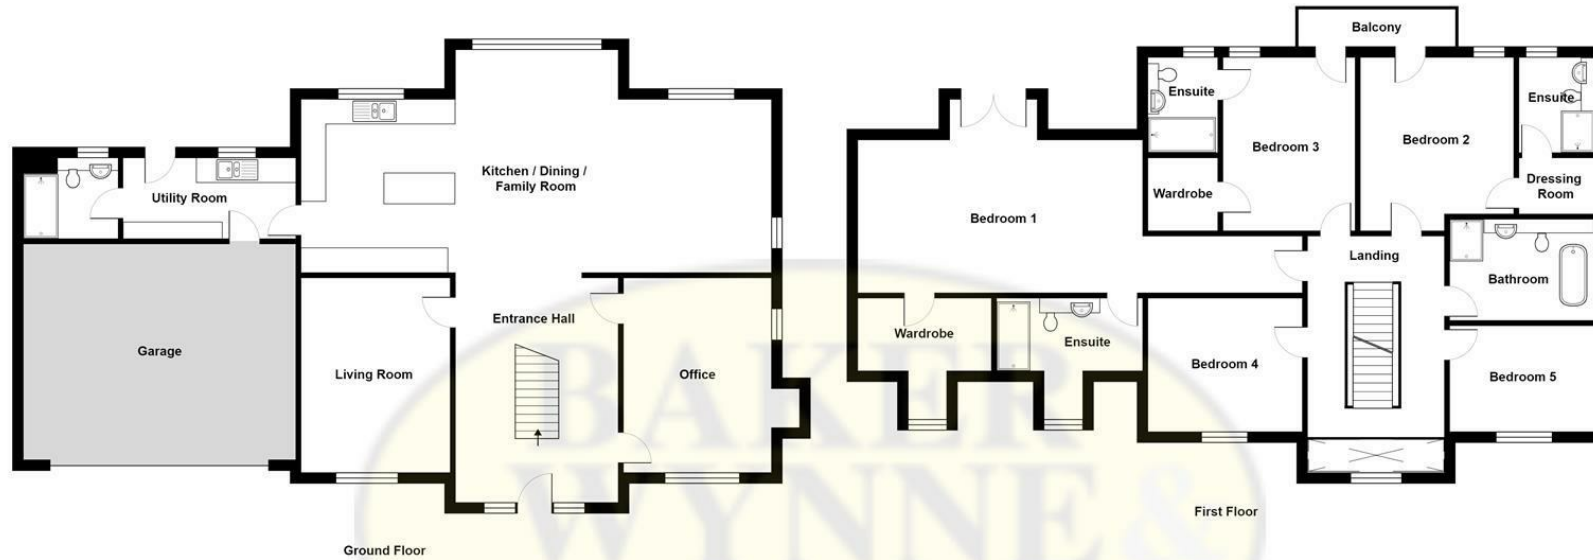 Kitchen / Dining /
Family Room
Utility Room
Garage
Living Room
Entrance Hall
Office
Ground Floor
Balcony
Ensuite
Bedroom 3
Bedroom 2
Ensuite
Wardrobe
Dressing
Room
Bedroom 1
Landing
Bathroom
Wardrobe
Ensuite
Bedroom 4
Bedroom 5
First Floor
BAKER
WYNNE &